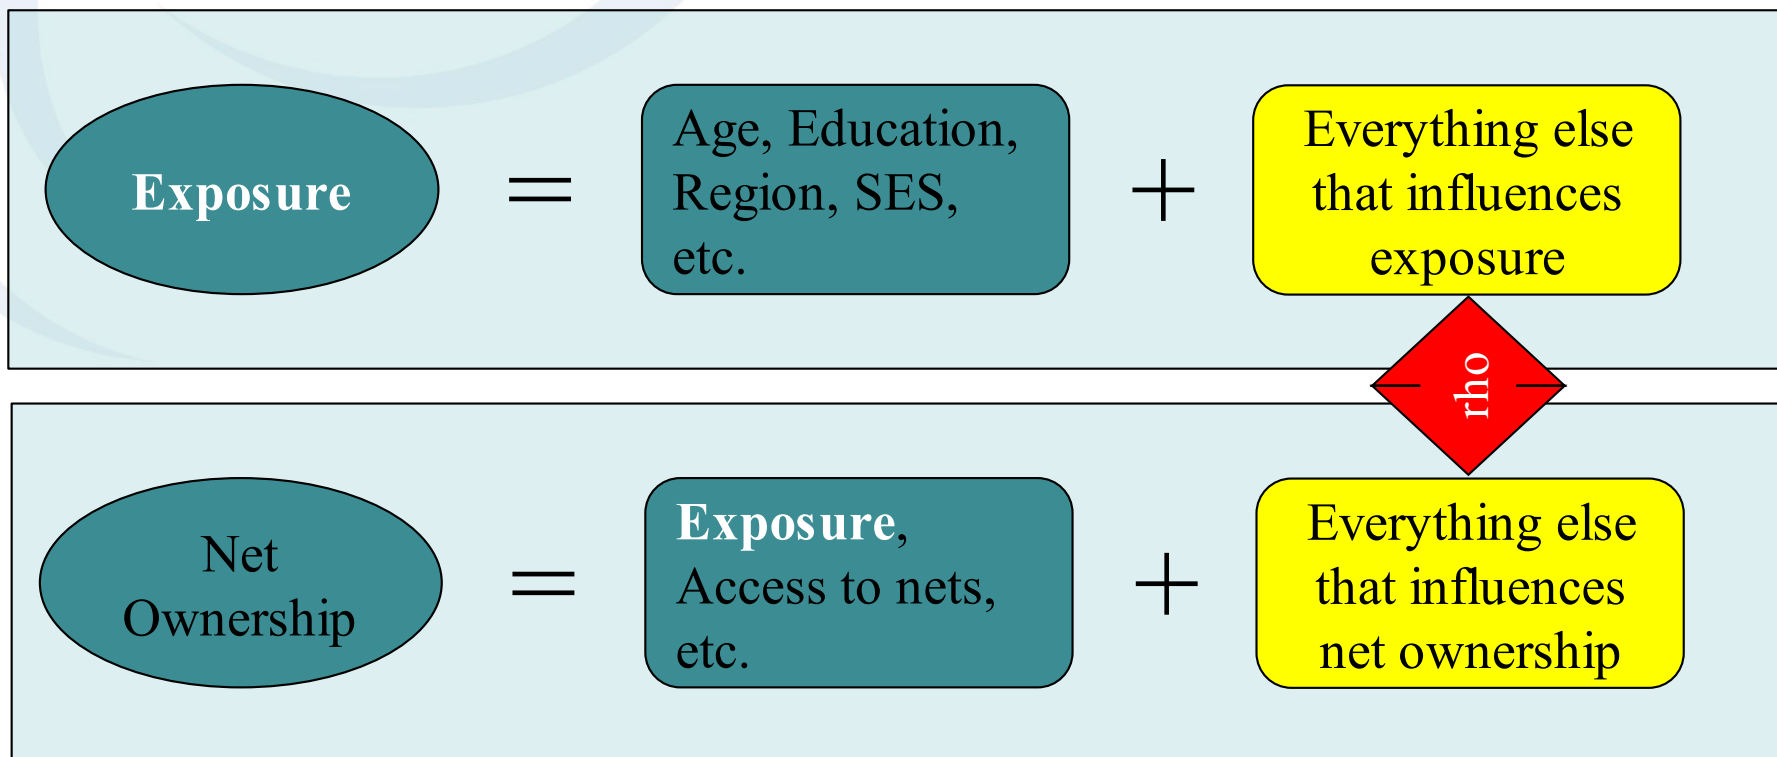 Exposure
=
Age, Education,
Region, SES,
etc.
+
Everything else
that influences
exposure
rho
Net
Ownership
=
Exposure,
Access to nets,
etc.
+
Everything else
that influences
net ownership